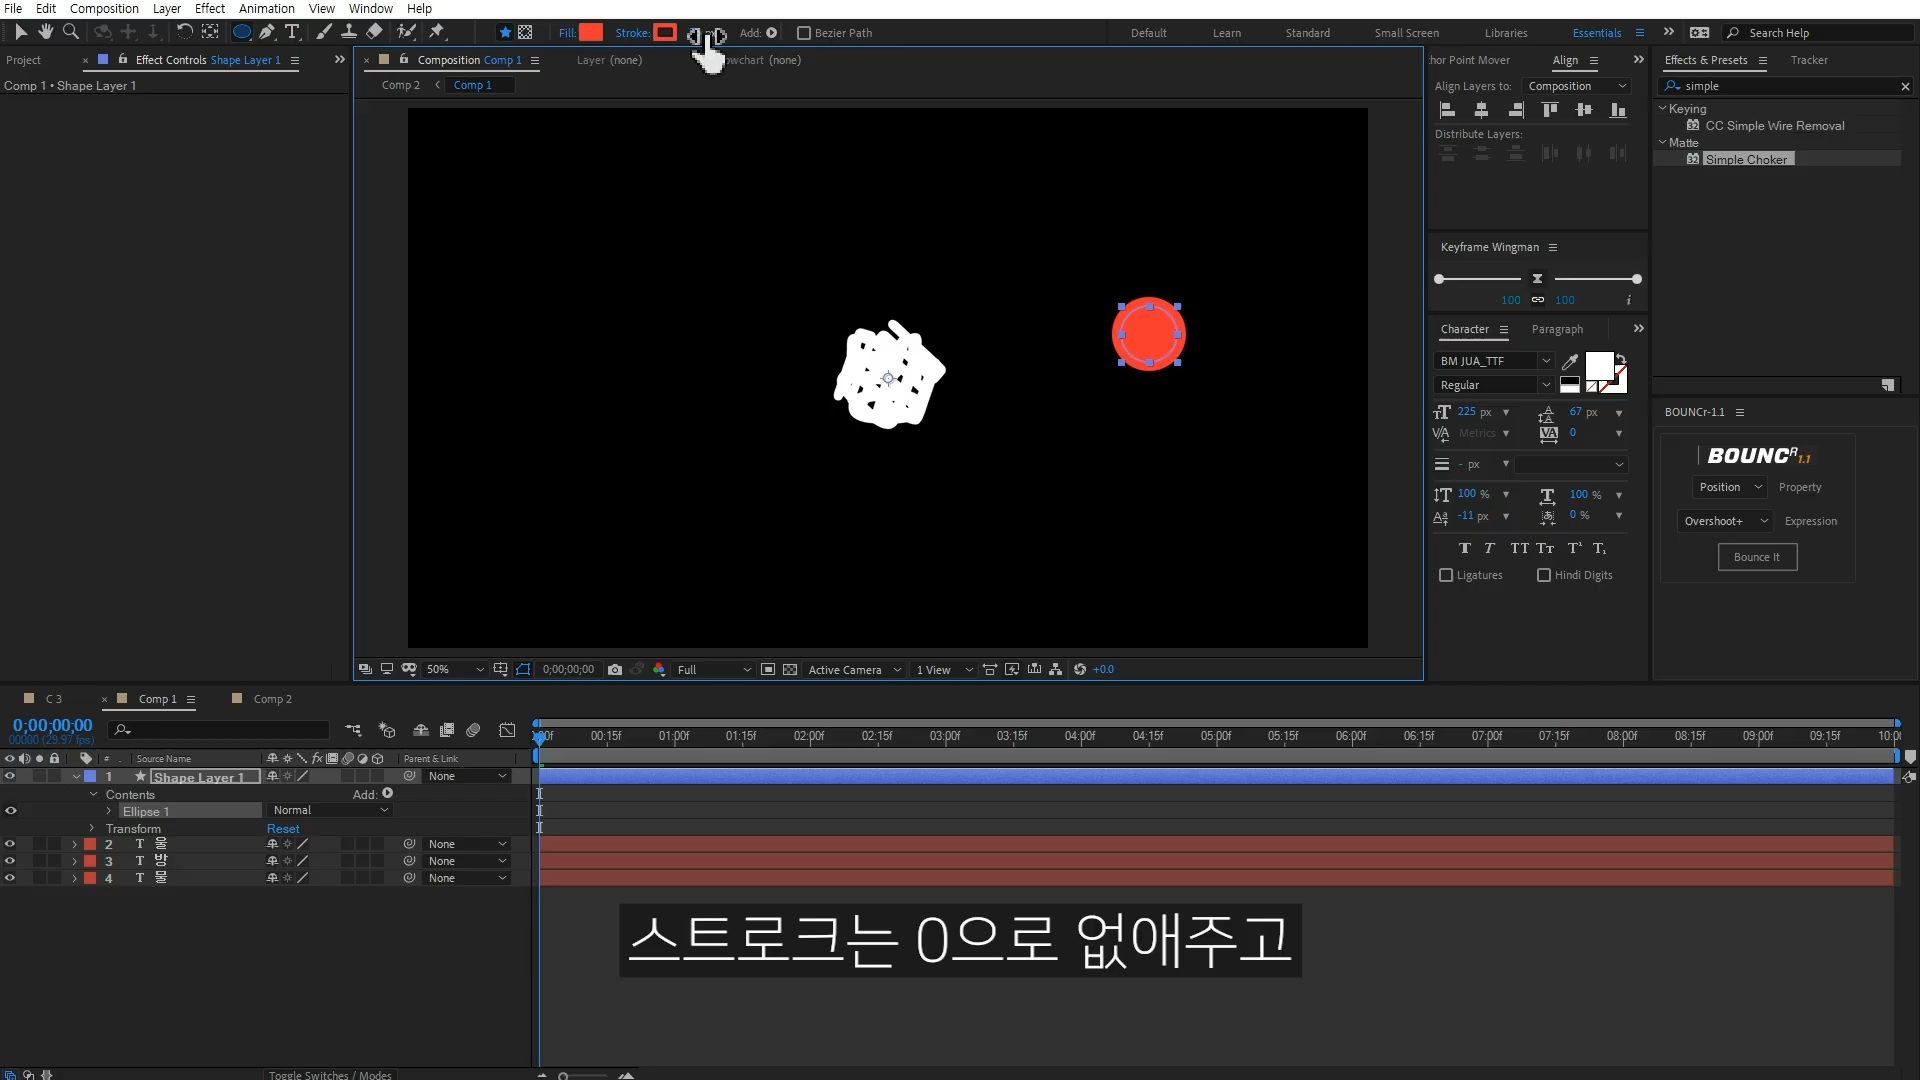 File Edit Composition Layer Effect Animation View Window Help
Fill: Stroke: Add: Bezier Path Default Learn Standard Small Screen Libraries Essentials Search Help
Project Effect Controls Shape Layer 1 Composition Comp 1 Layer (none) (none) Align Effects & Presets Tracker
Comp 1 • Shape Layer 1
Comp 2 Comp 1
Align Layers to: Composition
simple
Keying
CC Simple Wire Removal
Distribute Layers:
Matte
Simple Choker
Keyframe Wingman
100 100
Character Paragraph
BM JUA_TTF
Regular
225 px 67 px
Metrics 0
- px
100 % 100 %
-11 px 0 %
Ligatures Hindi Digits
BOUNCr-1.1
BOUNCR 1.1
Position Property
Overshoot+ Expression
Bounce It
50% 0;00;00;00 Full Active Camera 1 View +0.0
C 3 Comp 1 Comp 2
0;00;00;00
00000 (29.97 fps)
00:15f 01:00f 01:15f 02:00f 02:15f 03:00f 03:15f 04:00f 04:15f 05:00f 05:15f 06:00f 06:15f 07:00f 07:15f 08:00f 08:15f 09:00f 09:15f 10:0
# Source Name Parent & Link
1 Shape Layer 1 None
Contents Add:
Ellipse 1 Normal
Transform Reset
2 T 울 None
3 T 방 None
4 T 물 None
스트로크는 0으로 없애주고
Toggle Switches / Modes